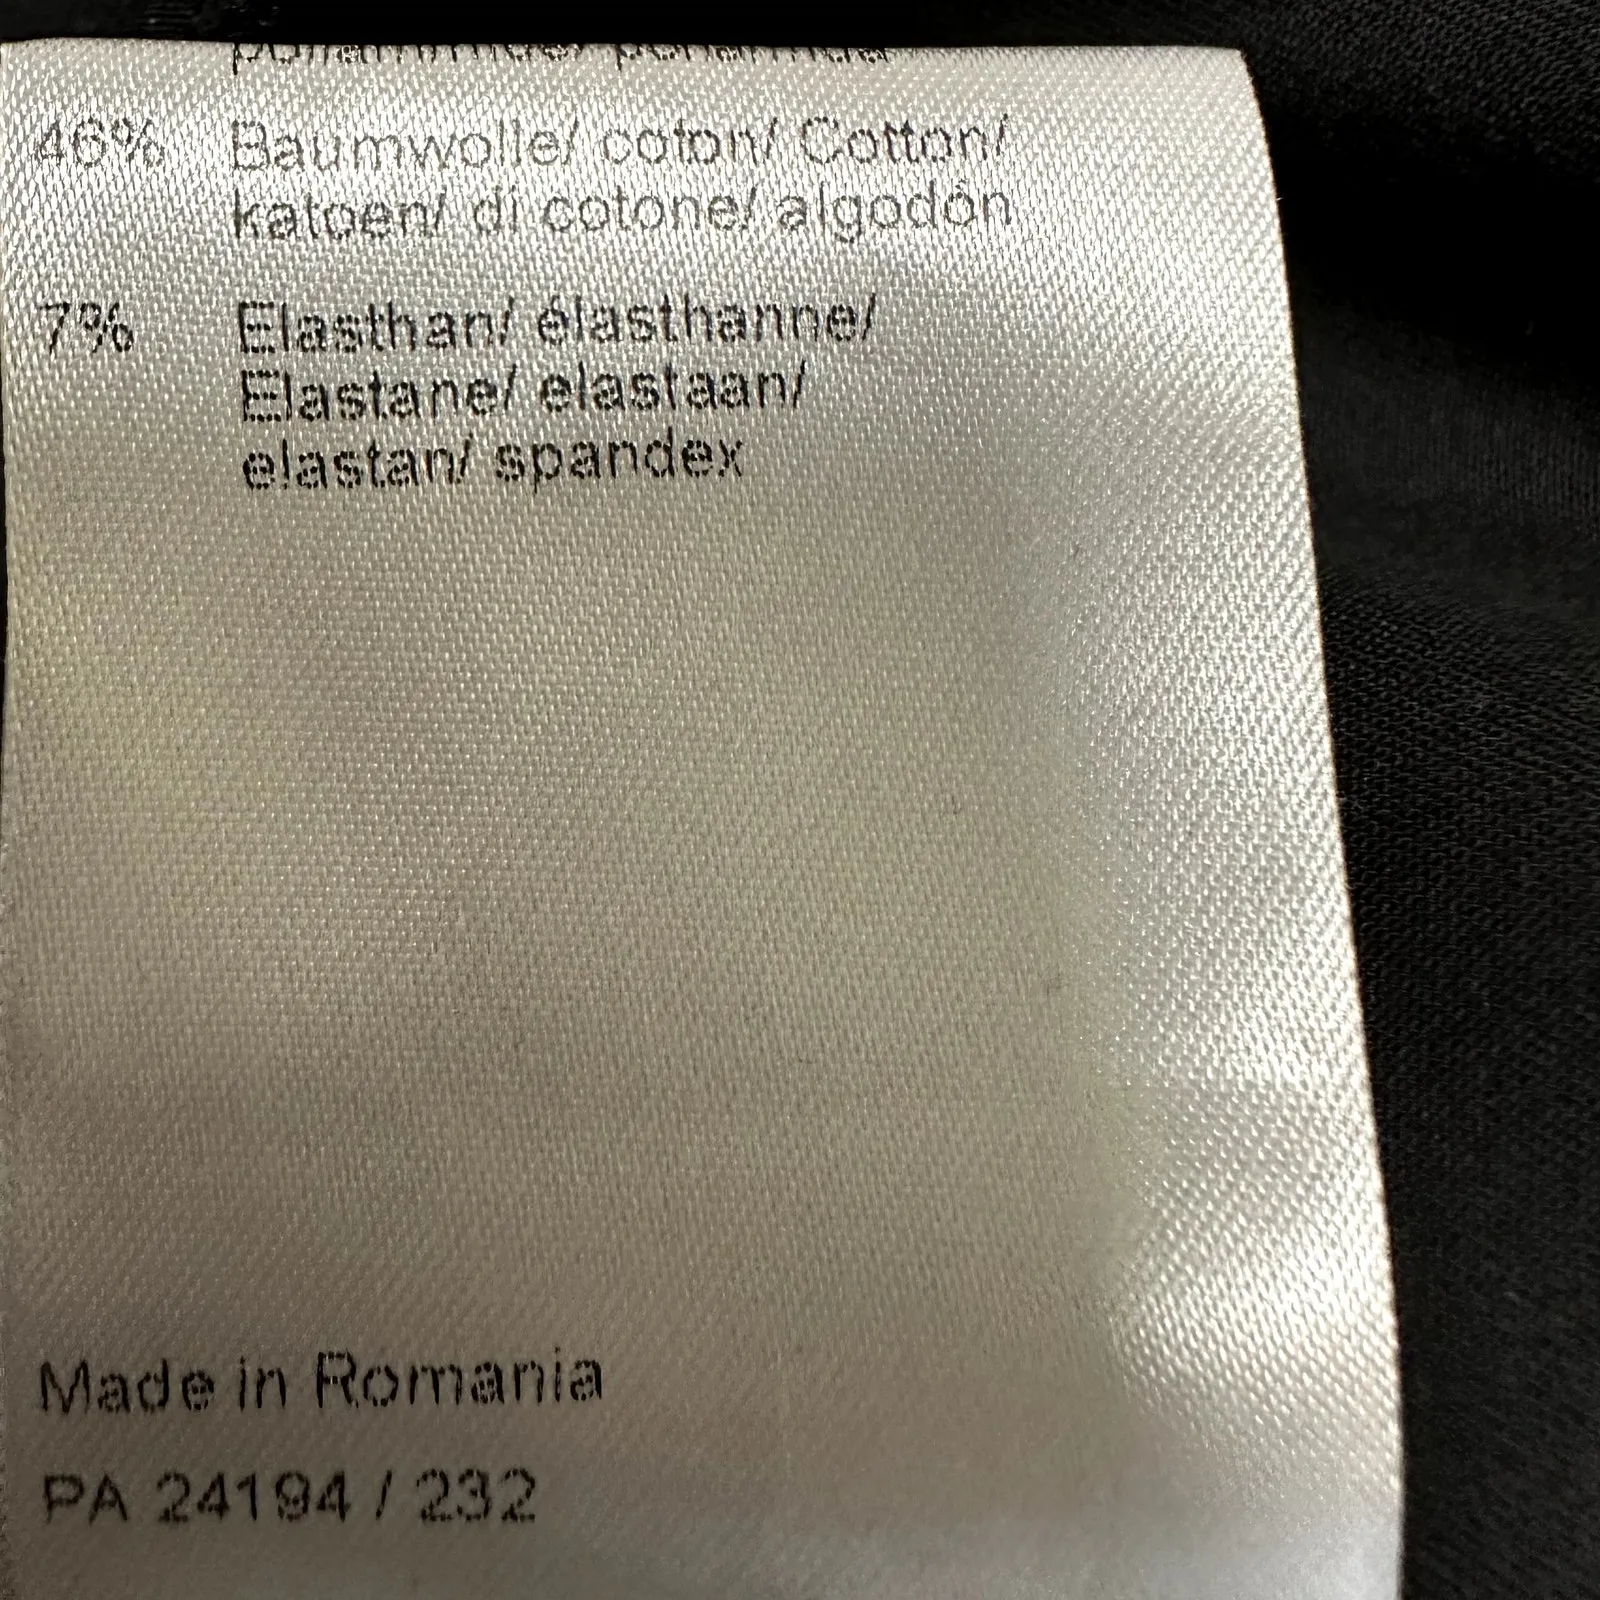 46% Baumwolle/ coton/ Cotton/
katoen/ di cotone/ algodón
7% Elasthan/ élasthanne/
Elastane/ elastaan/
elastan/ spandex
Made in Romania
PA 24194 / 232